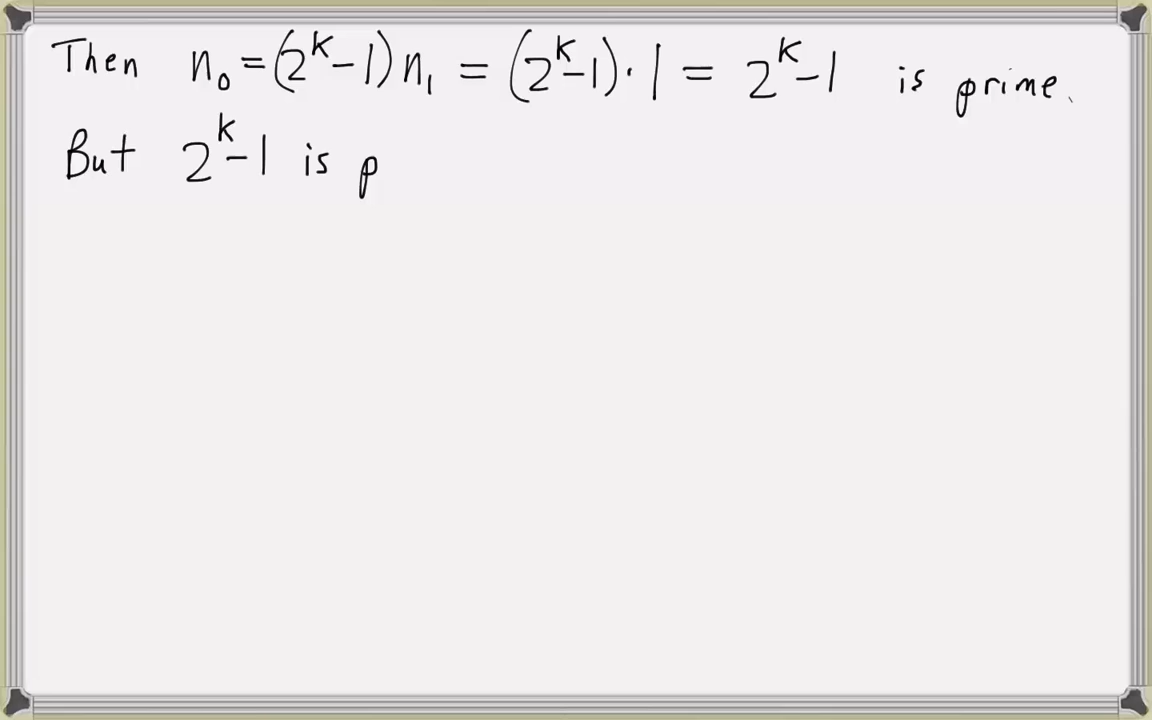 Then n₀ = (2ᵏ-1)n₁ = (2ᵏ-1)·1 = 2ᵏ-1 is prime.
But 2ᵏ-1 is p